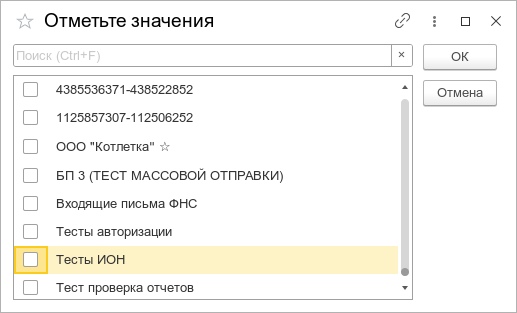 Отметьте значения
Поиск (Ctrl+F)
×
ОК
4385536371-438522852
Отмена
1125857307-112506252
ООО "Котлетка" ☆
БП 3 (ТЕСТ МАССОВОЙ ОТПРАВКИ)
Входящие письма ФНС
Тесты авторизации
Тесты ИОН
Тест проверка отчетов